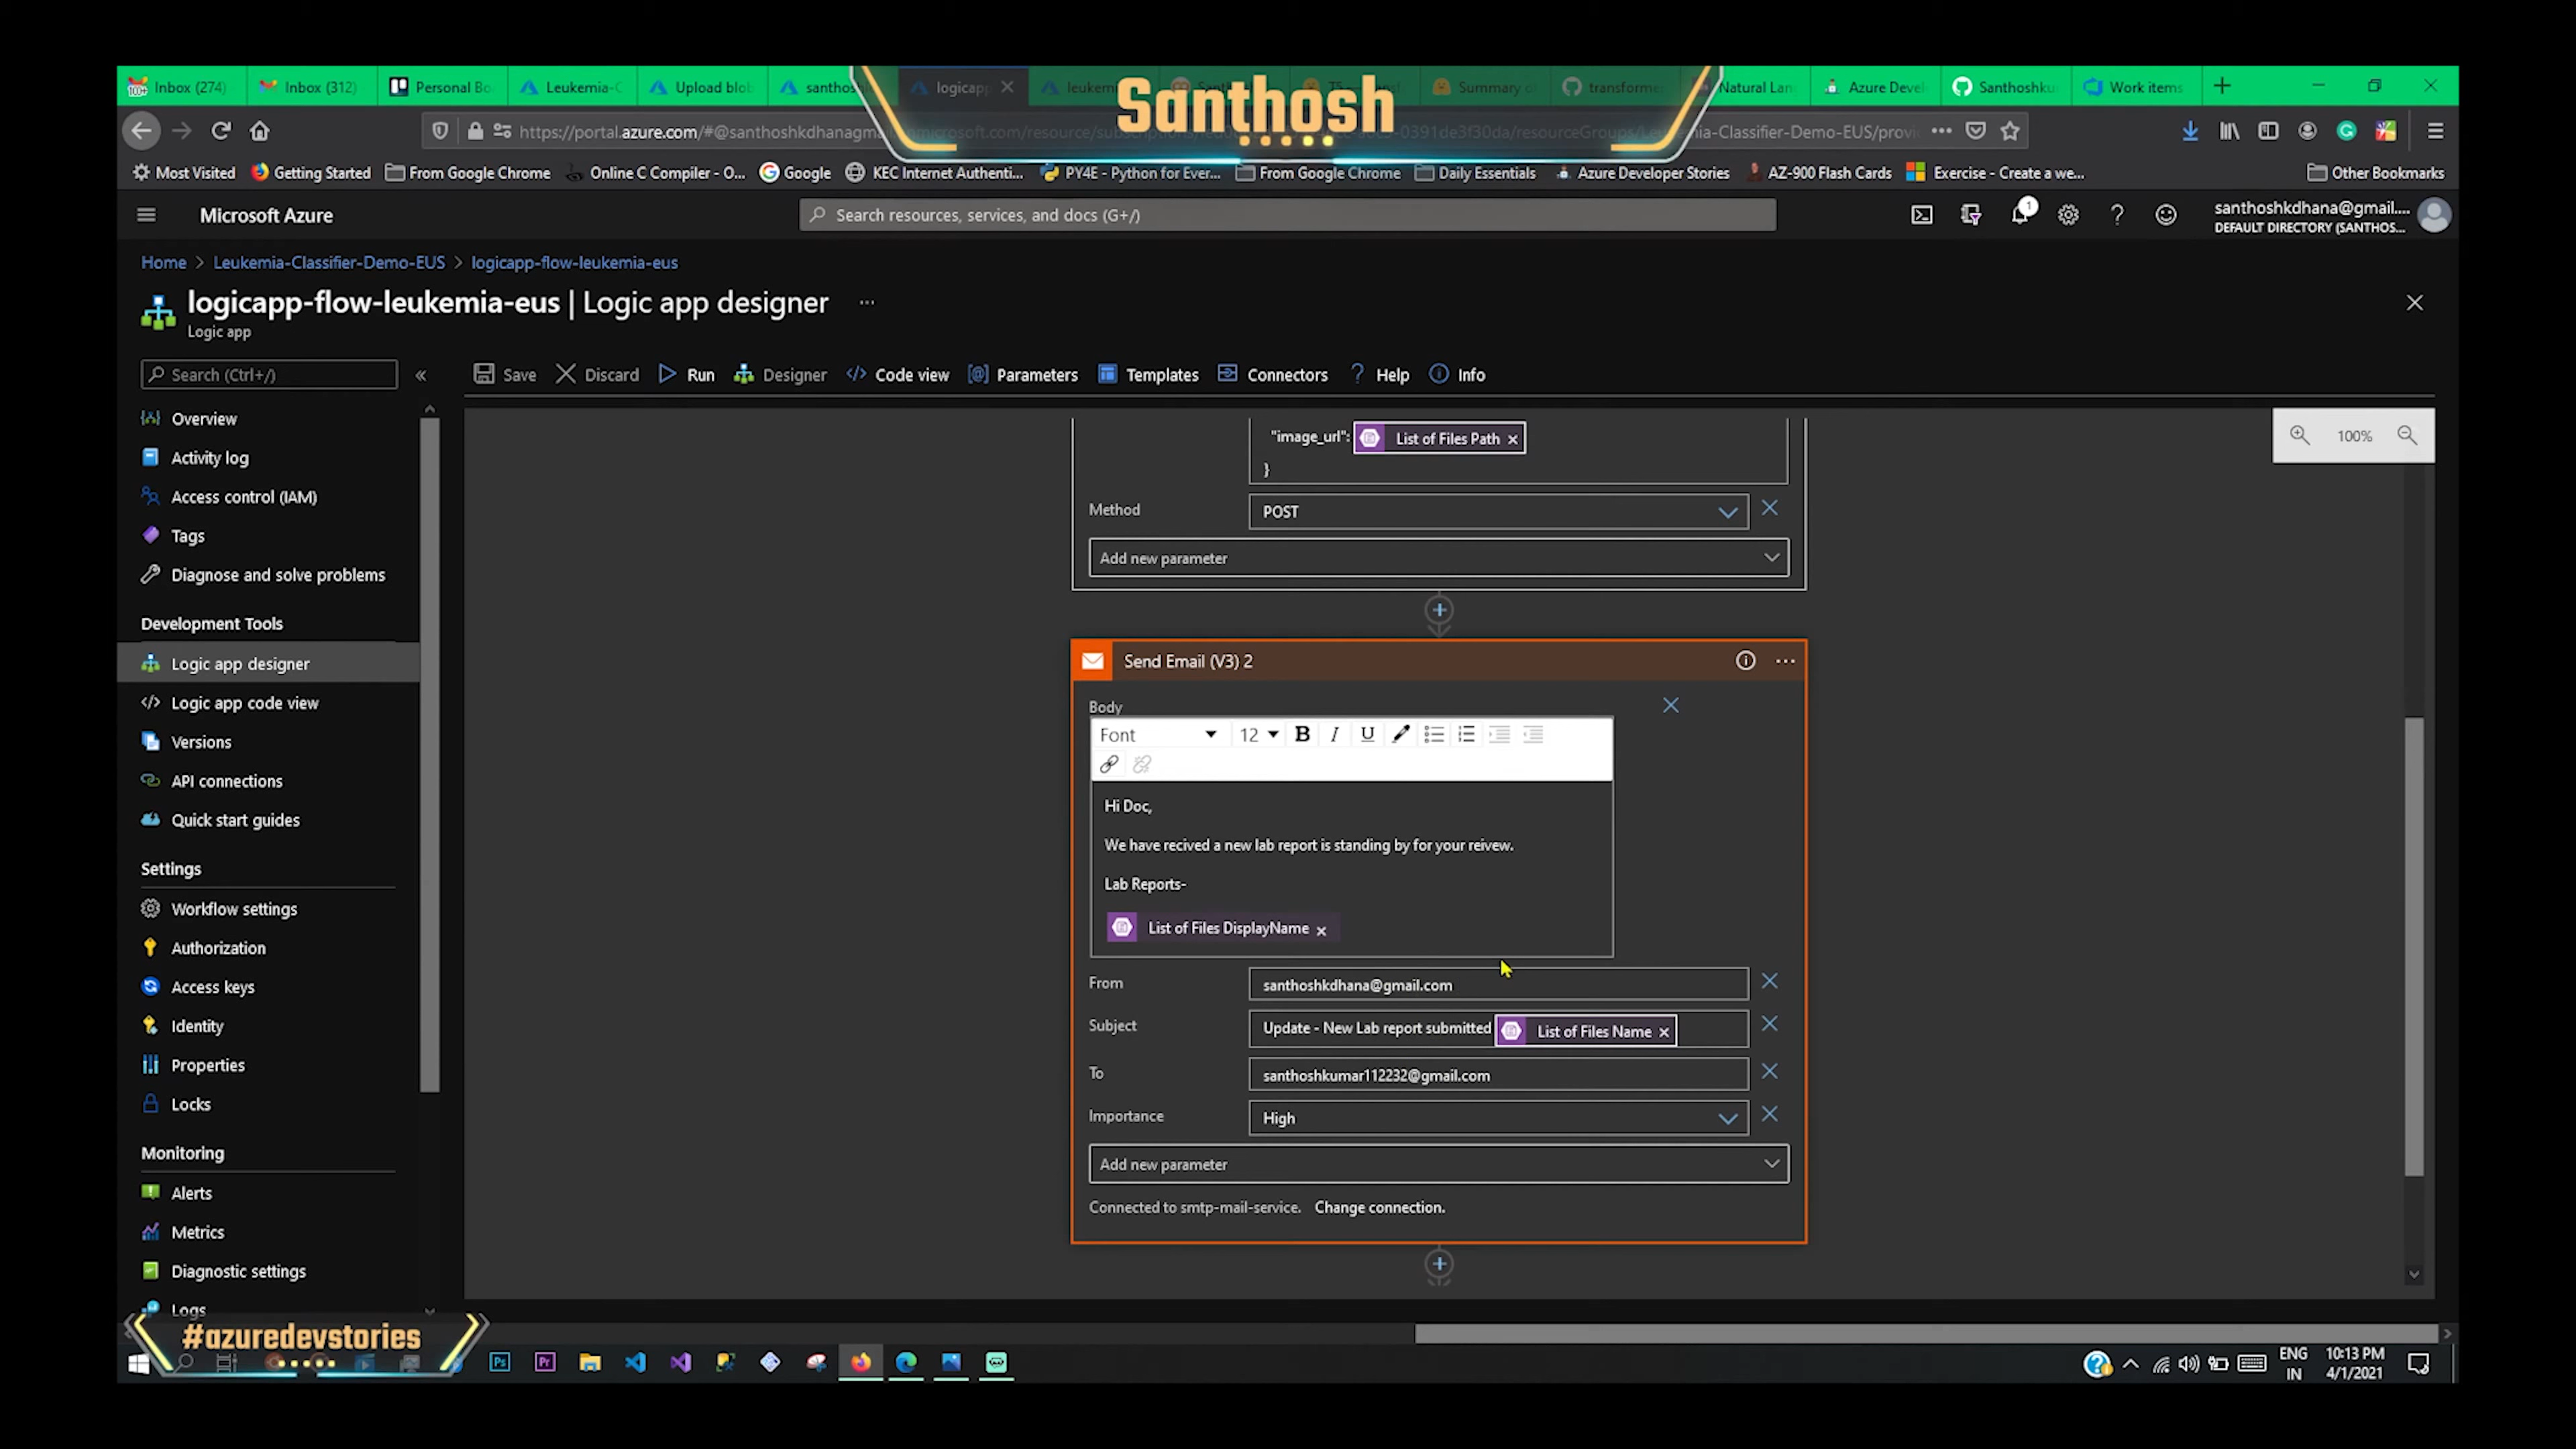 Santhosh
Inbox (274)
Inbox (312)
Personal Bo
Leukemia-C
Upload blob
santhosh
logicapp
leukemi
Summary o
transforme
Natural Lan
Azure Devel
Santhoshku
Work items
https://portal.azure.com/#@santhoshkdhanagm
0391de3f30da/resourceGroups/Le
ia-Classifier-Demo-EUS/provi
Most Visited
Getting Started
From Google Chrome
Online C Compiler - O...
Google
KEC Internet Authenti...
PY4E - Python for Ever...
From Google Chrome
Daily Essentials
Azure Developer Stories
AZ-900 Flash Cards
Exercise - Create a we...
Other Bookmarks
Microsoft Azure
Search resources, services, and docs (G+/)
1
santhoshkdhana@gmail....
DEFAULT DIRECTORY (SANTHOS...
Home > Leukemia-Classifier-Demo-EUS > logicapp-flow-leukemia-eus
logicapp-flow-leukemia-eus | Logic app designer ...
Logic app
Search (Ctrl+/)
«
Save
Discard
Run
Designer
Code view
Parameters
Templates
Connectors
Help
Info
Overview
Activity log
Access control (IAM)
Tags
Diagnose and solve problems
Development Tools
Logic app designer
Logic app code view
Versions
API connections
Quick start guides
Settings
Workflow settings
Authorization
Access keys
Identity
Properties
Locks
Monitoring
Alerts
Metrics
Diagnostic settings
Logs
"image_url": List of Files Path
}
100%
Method
POST
Add new parameter
Send Email (V3) 2
Body
Font
12
B I U
Hi Doc,
We have recived a new lab report is standing by for your reivew.
Lab Reports-
List of Files DisplayName
From
santhoshkdhana@gmail.com
Subject
Update - New Lab report submitted List of Files Name
To
santhoshkumar112232@gmail.com
Importance
High
Add new parameter
Connected to smtp-mail-service. Change connection.
#azuredevstories
Ps
Pr
ENG
IN
10:13 PM
4/1/2021